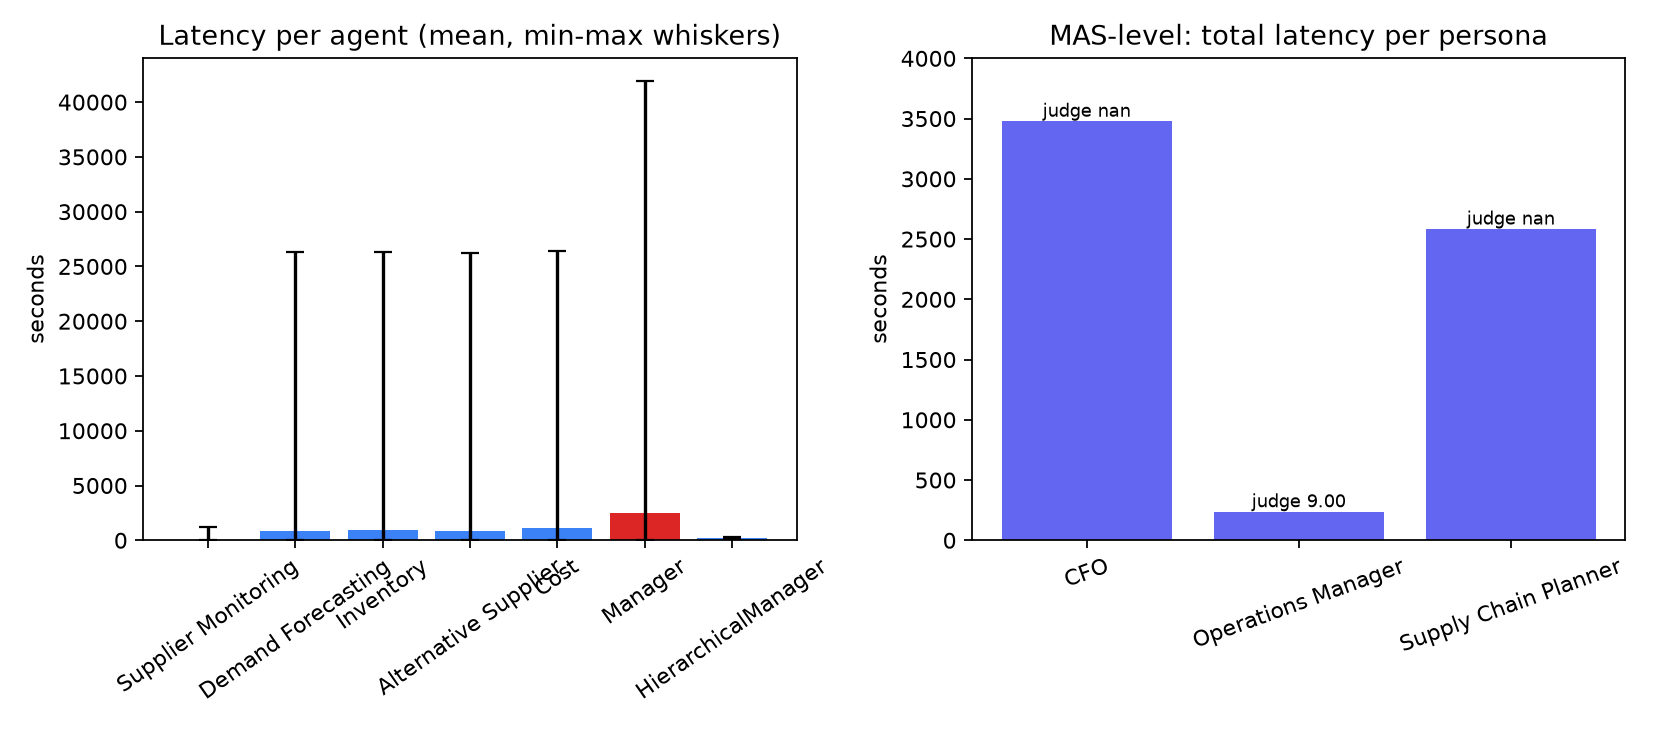 Latency per agent (mean, min-max whiskers)
seconds
40000
35000
30000
25000
20000
15000
10000
5000
0
Supplier Monitoring
Demand Forecasting
Inventory
Alternative Supplier
Cost
Manager
HierarchicalManager
MAS-level: total latency per persona
seconds
4000
3500
3000
2500
2000
1500
1000
500
0
judge nan
judge 9.00
judge nan
CFO
Operations Manager
Supply Chain Planner